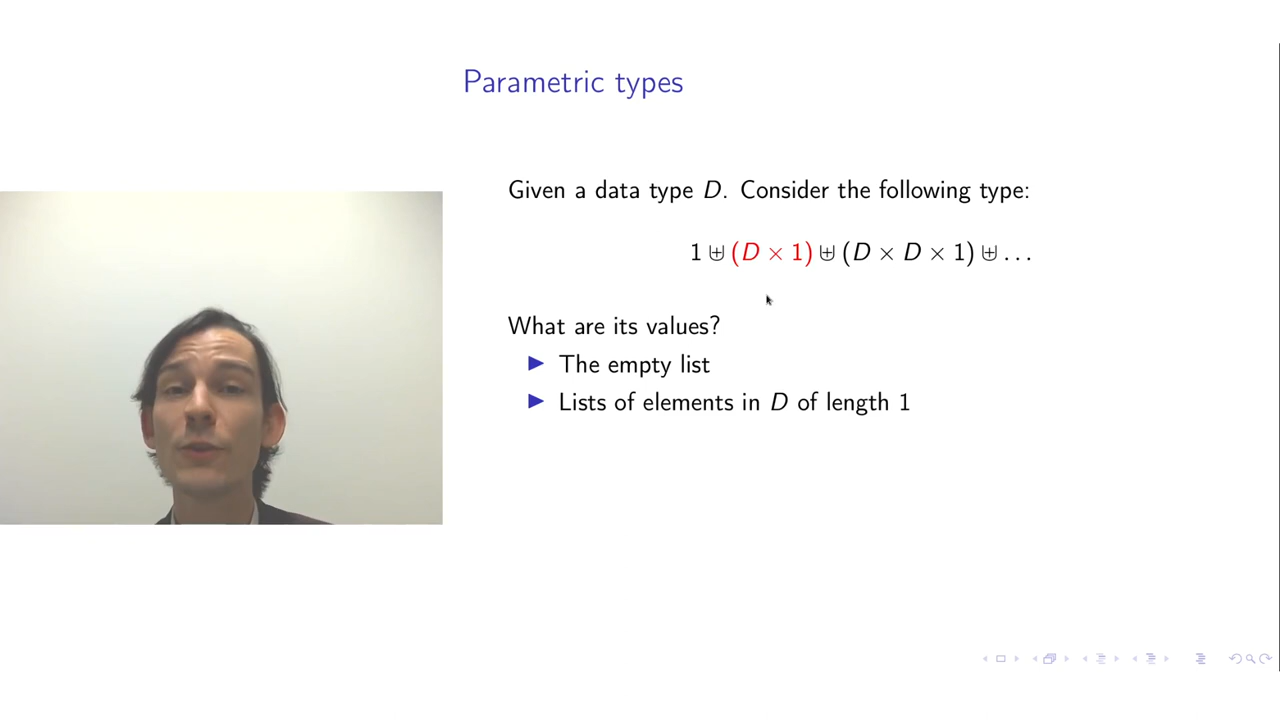 Parametric types
Given a data type D. Consider the following type:
1 ⊎ (D × 1) ⊎ (D × D × 1) ⊎ ...
What are its values?
▶ The empty list
▶ Lists of elements in D of length 1